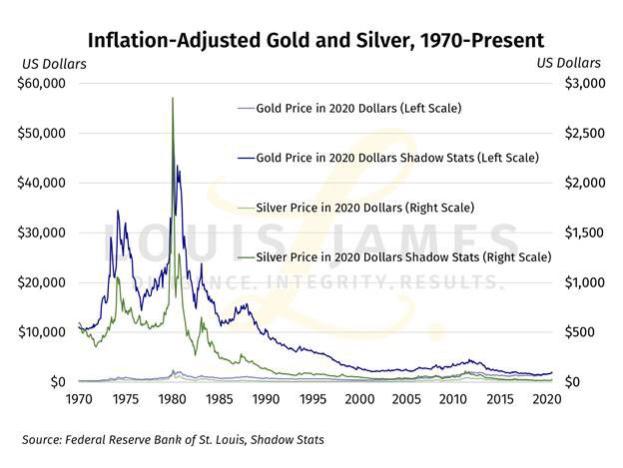 Inflation-Adjusted Gold and Silver, 1970-Present
US Dollars
US Dollars
$60,000
$3,000
Gold Price in 2020 Dollars (Left Scale)
$50,000
$2,500
Gold Price in 2020 Dollars Shadow Stats (Left Scale)
$40,000
$2,000
Silver Price in 2020 Dollars (Right Scale)
$30,000
$1,500
LOUIS JAMES
Silver Price in 2020 Dollars Shadow Stats (Right Scale)
$20,000
$1,000
INTEGRITY. RESULTS.
$10,000
$500
$0
$0
1970 1975 1980 1985 1990 1995 2000 2005 2010 2015 2020
Source: Federal Reserve Bank of St. Louis, Shadow Stats